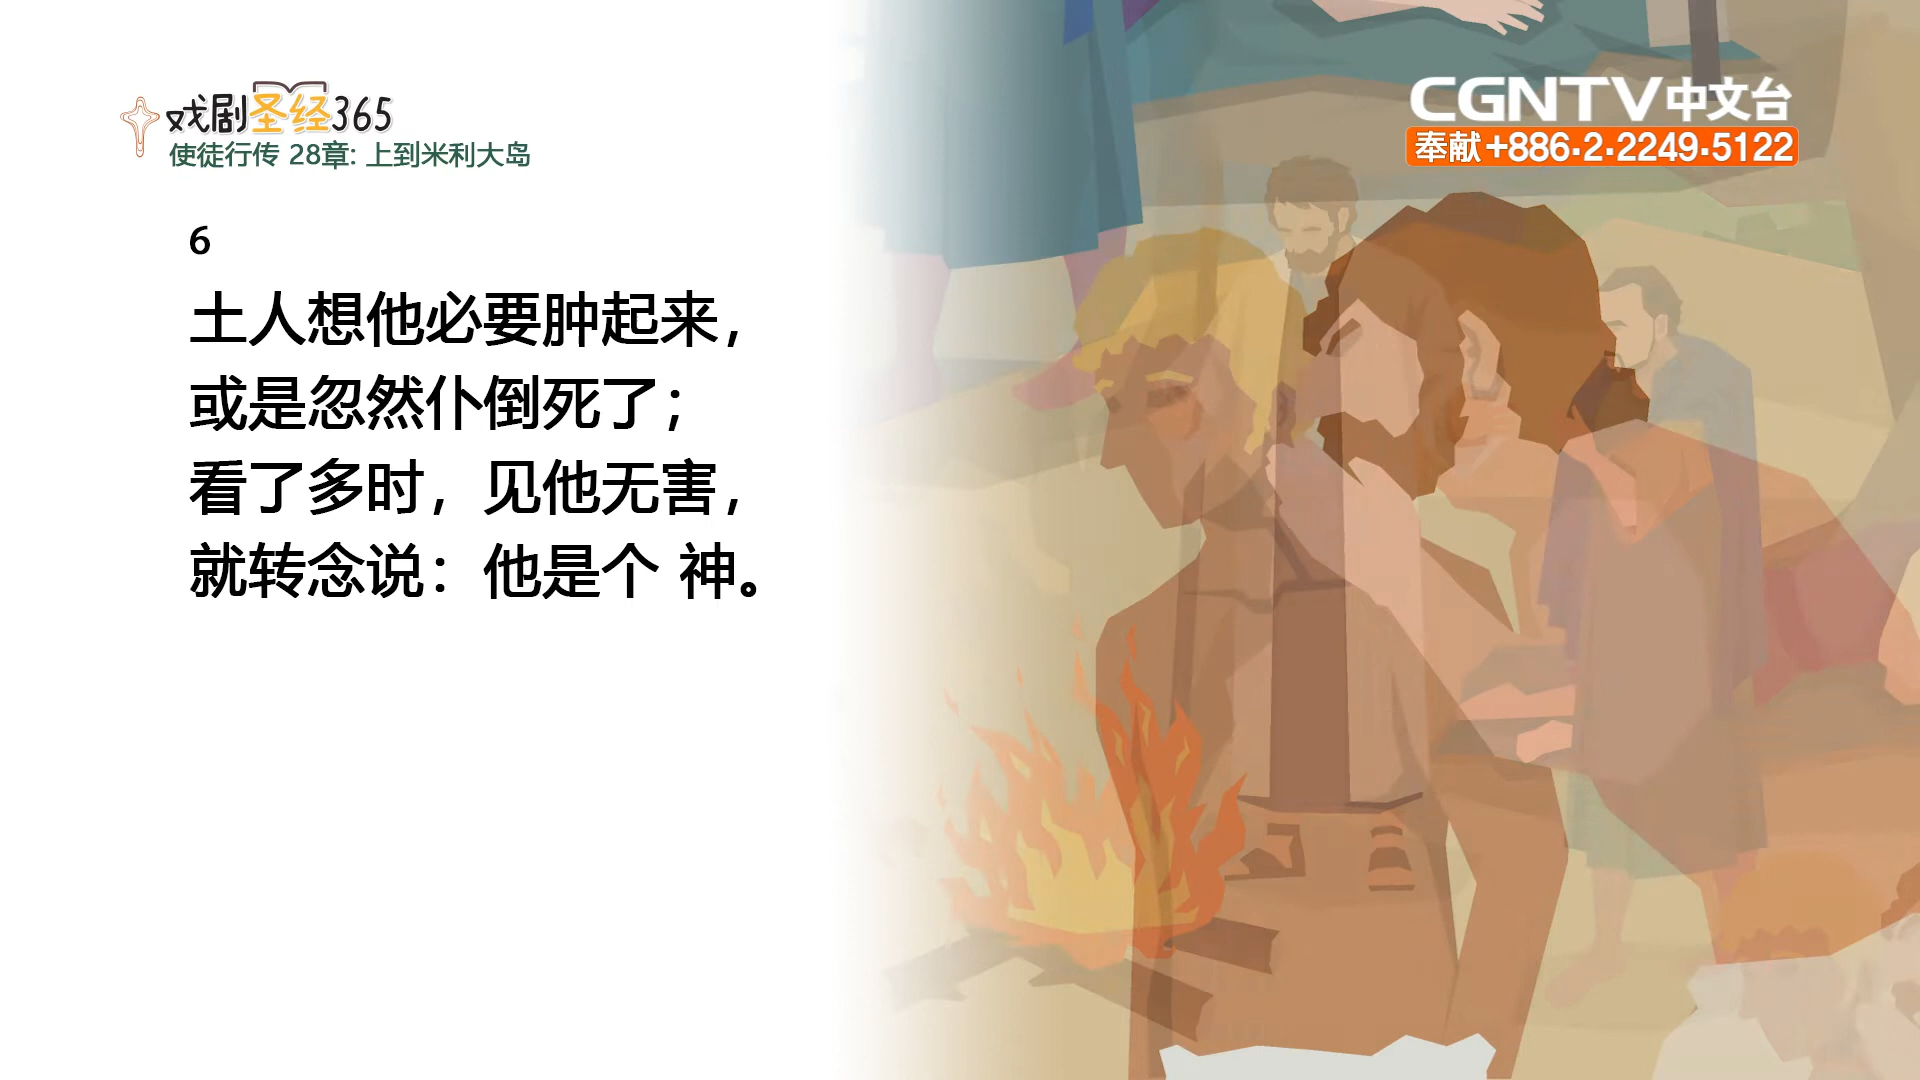 戏剧圣经365
使徒行传 28章: 上到米利大岛
CGNTV中文台
奉献+886·2·2249·5122
6
土人想他必要肿起来，
或是忽然仆倒死了；
看了多时，见他无害，
就转念说：他是个 神。